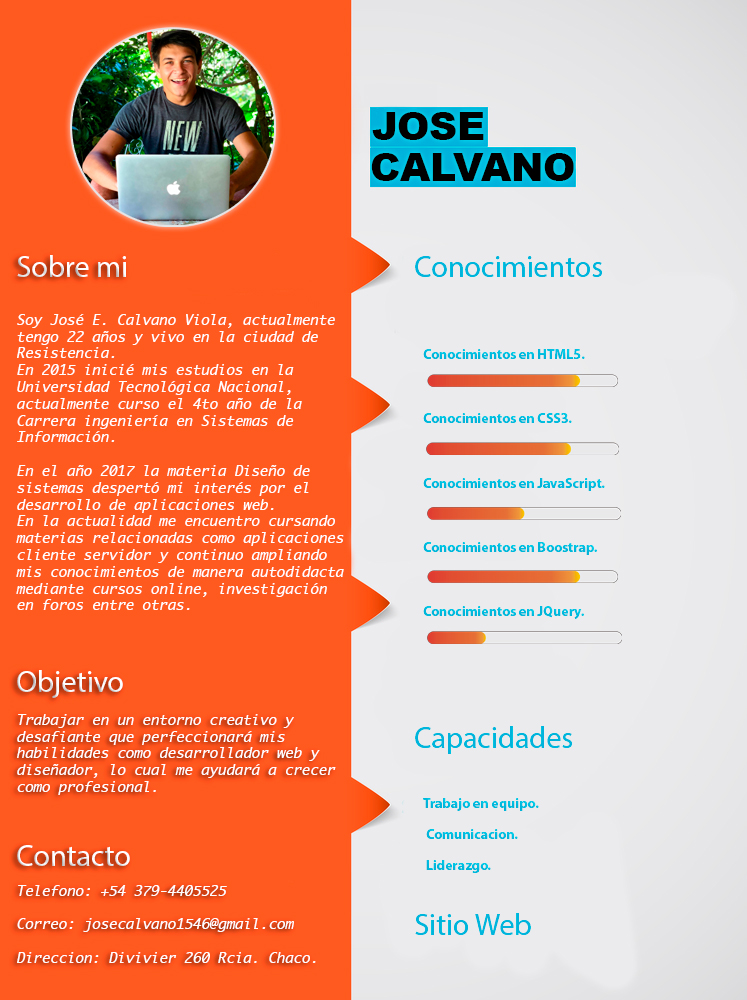 NEW
JOSE
CALVANO
Sobre mi
Soy José E. Calvano Viola, actualmente
tengo 22 años y vivo en la ciudad de
Resistencia.
En 2015 inicié mis estudios en la
Universidad Tecnológica Nacional,
actualmente curso el 4to año de la
Carrera ingeniería en Sistemas de
Información.
En el año 2017 la materia Diseño de
sistemas despertó mi interés por el
desarrollo de aplicaciones web.
En la actualidad me encuentro cursando
materias relacionadas como aplicaciones
cliente servidor y continuo ampliando
mis conocimientos de manera autodidacta
mediante cursos online, investigación
en foros entre otras.
Objetivo
Trabajar en un entorno creativo y
desafiante que perfeccionará mis
habilidades como desarrollador web y
diseñador, lo cual me ayudará a crecer
como profesional.
Contacto
Telefono: +54 379-4405525
Correo: josecalvano1546@gmail.com
Direccion: Divivier 260 Rcia. Chaco.
Conocimientos
Conocimientos en HTML5.
Conocimientos en CSS3.
Conocimientos en JavaScript.
Conocimientos en Boostrap.
Conocimientos en JQuery.
Capacidades
Trabajo en equipo.
Comunicacion.
Liderazgo.
Sitio Web